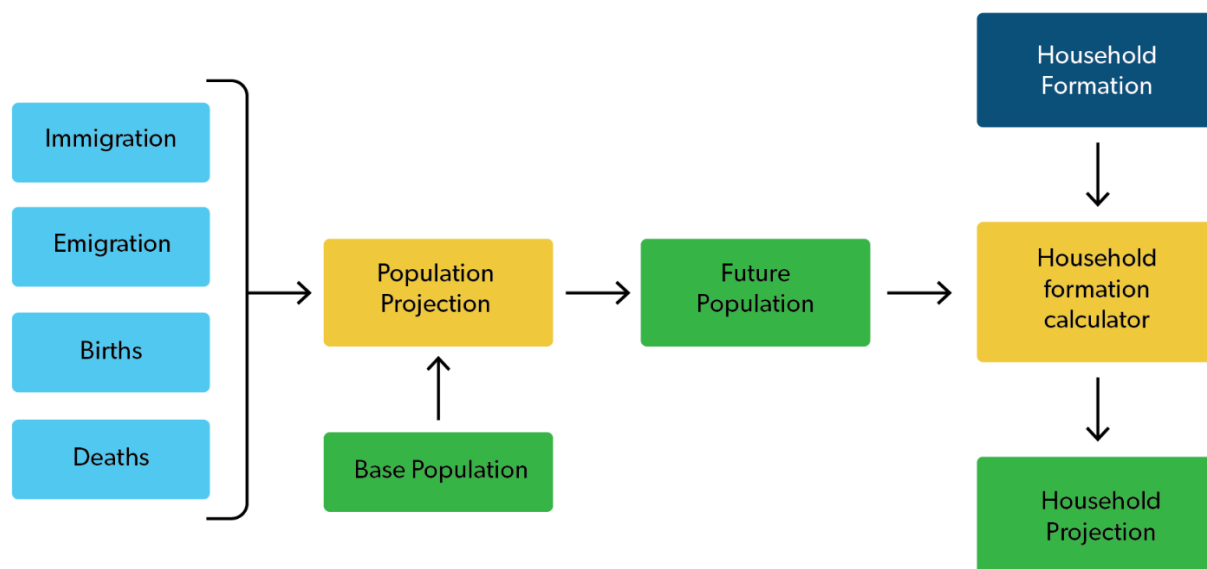 Immigration
Emigration
Births
Deaths
Population
Projection
Base Population
Future
Population
Household
Formation
Household
formation
calculator
Household
Projection